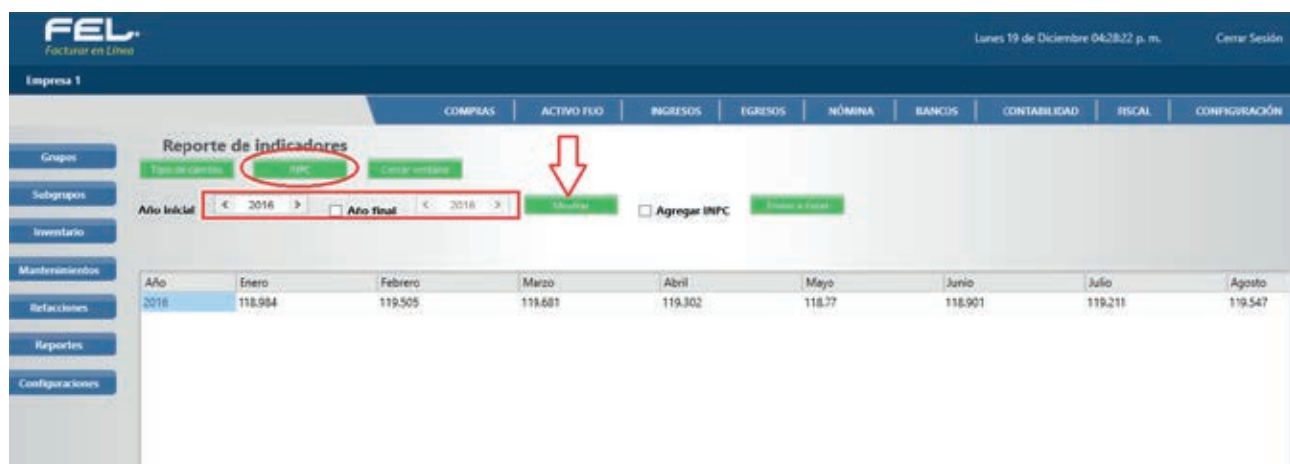 FEL.
Facturar en Línea
Lunes 19 de Diciembre 04:28:22 p. m.
Cerrar Sesión
Empresa 1
COMPRAS ACTIVO FIJO INGRESOS EGRESOS NÓMINA BANCOS CONTABILIDAD FISCAL CONFIGURACIÓN
Reporte de indicadores
Grupos
Tipo de cambio INPC Cerrar ventana
Subgrupos
Año inicial < 2016 > Año final < 2016 > Mostrar Agregar INPC Enviar a Excel
Inventario
Mantenimientos
Año Enero Febrero Marzo Abril Mayo Junio Julio Agosto
2016 118.984 119.505 119.681 119.302 118.77 118.901 119.211 119.547
Refacciones
Reportes
Configuraciones